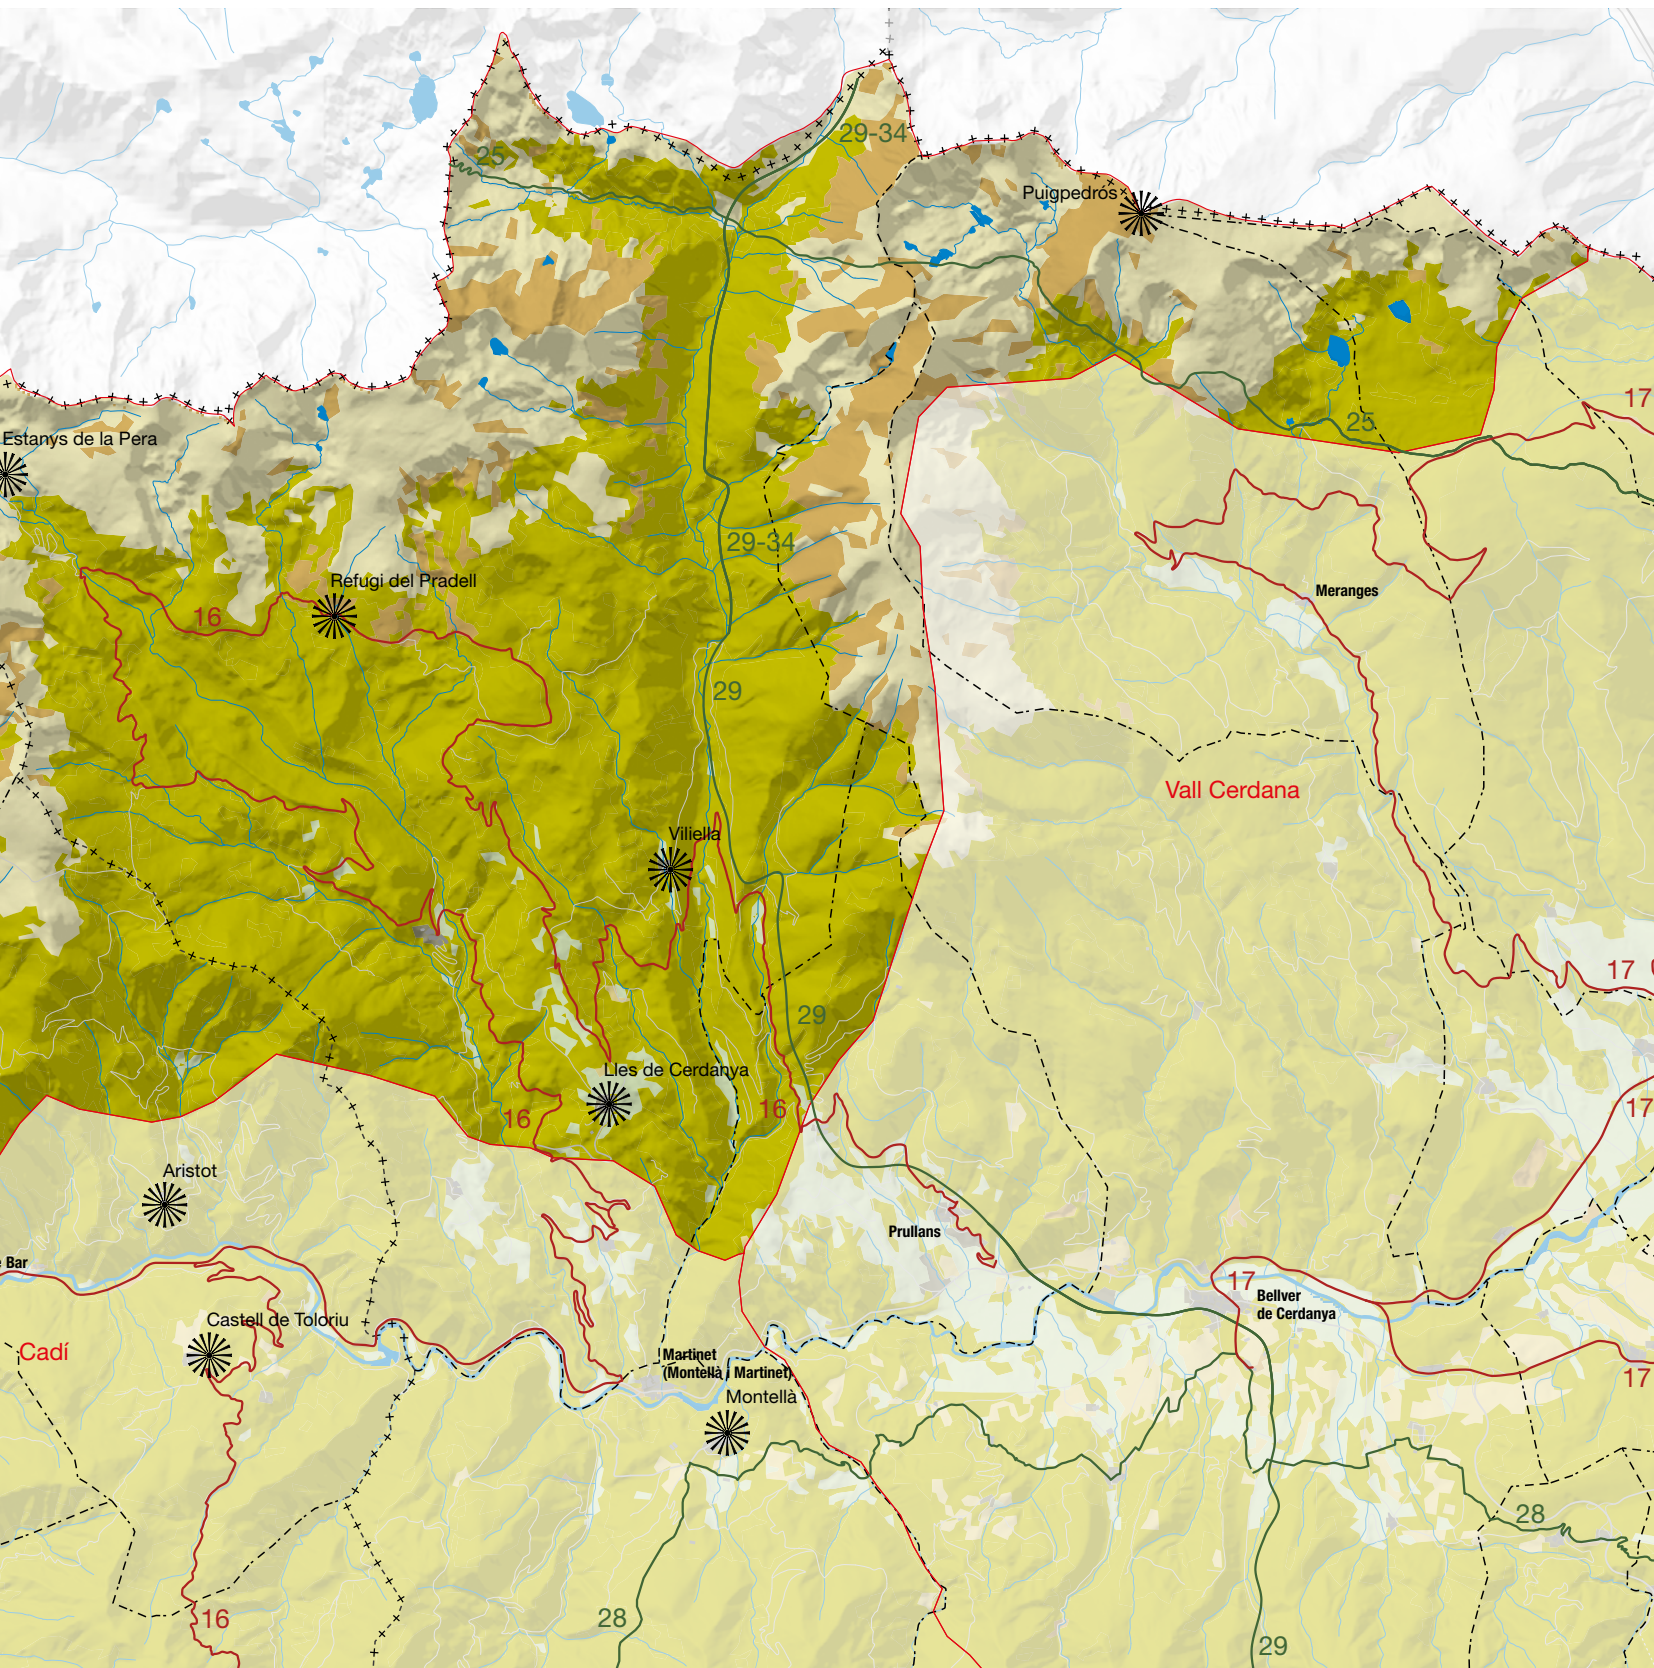 29-34
25
Puigpedrós
17
25
Estanys de la Pera
29-34
Refugi del Pradell
Meranges
16
29
Vall Cerdana
Viliella
17
29
Lles de Cerdanya
16
17
16
Aristot
Prullans
Bar
17
Bellver
de Cerdanya
Castell de Toloriu
Cadí
Martinet
(Montellà i Martinet)
17
Montellà
28
16
28
29